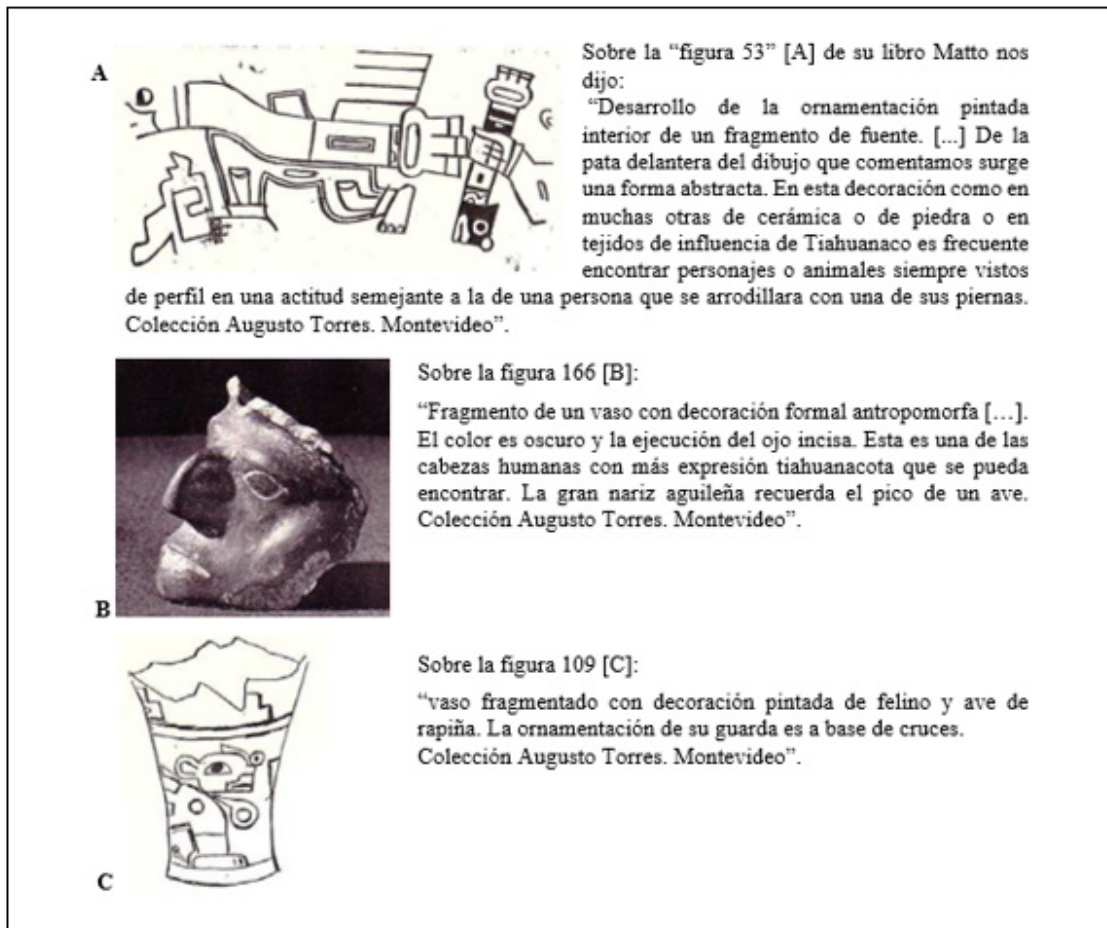 A
Sobre la “figura 53” [A] de su libro Matto nos
dijo:
“Desarrollo de la ornamentación pintada
interior de un fragmento de fuente. [...] De la
pata delantera del dibujo que comentamos surge
una forma abstracta. En esta decoración como en
muchas otras de cerámica o de piedra o en
tejidos de influencia de Tiahuanaco es frecuente
encontrar personajes o animales siempre vistos
de perfil en una actitud semejante a la de una persona que se arrodillara con una de sus piernas.
Colección Augusto Torres. Montevideo”.
Sobre la figura 166 [B]:
“Fragmento de un vaso con decoración formal antropomorfa [...].
El color es oscuro y la ejecución del ojo incisa. Esta es una de las
cabezas humanas con más expresión tiahuanacota que se pueda
encontrar. La gran nariz aguileña recuerda el pico de un ave.
Colección Augusto Torres. Montevideo”.
B
Sobre la figura 109 [C]:
“vaso fragmentado con decoración pintada de felino y ave de
rapiña. La ornamentación de su guarda es a base de cruces.
Colección Augusto Torres. Montevideo”.
C